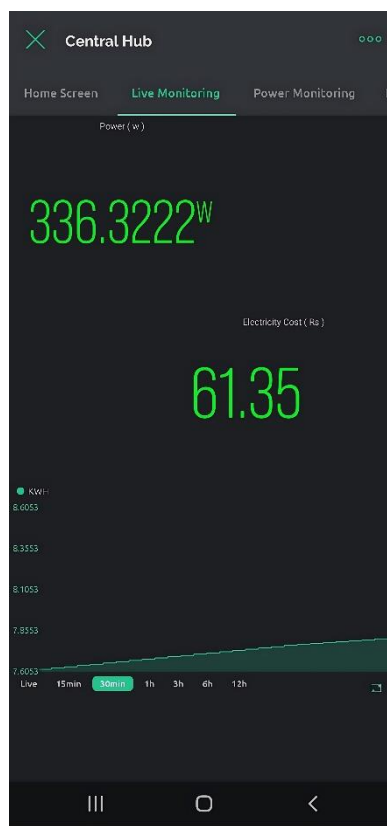 Central Hub
Home Screen Live Monitoring Power Monitoring
Power ( w )
336.3222W
Electricity Cost ( Rs )
61.35
KWH
8.6053
8.3553
8.1053
7.8553
7.6053
Live 15min 30min 1h 3h 6h 12h